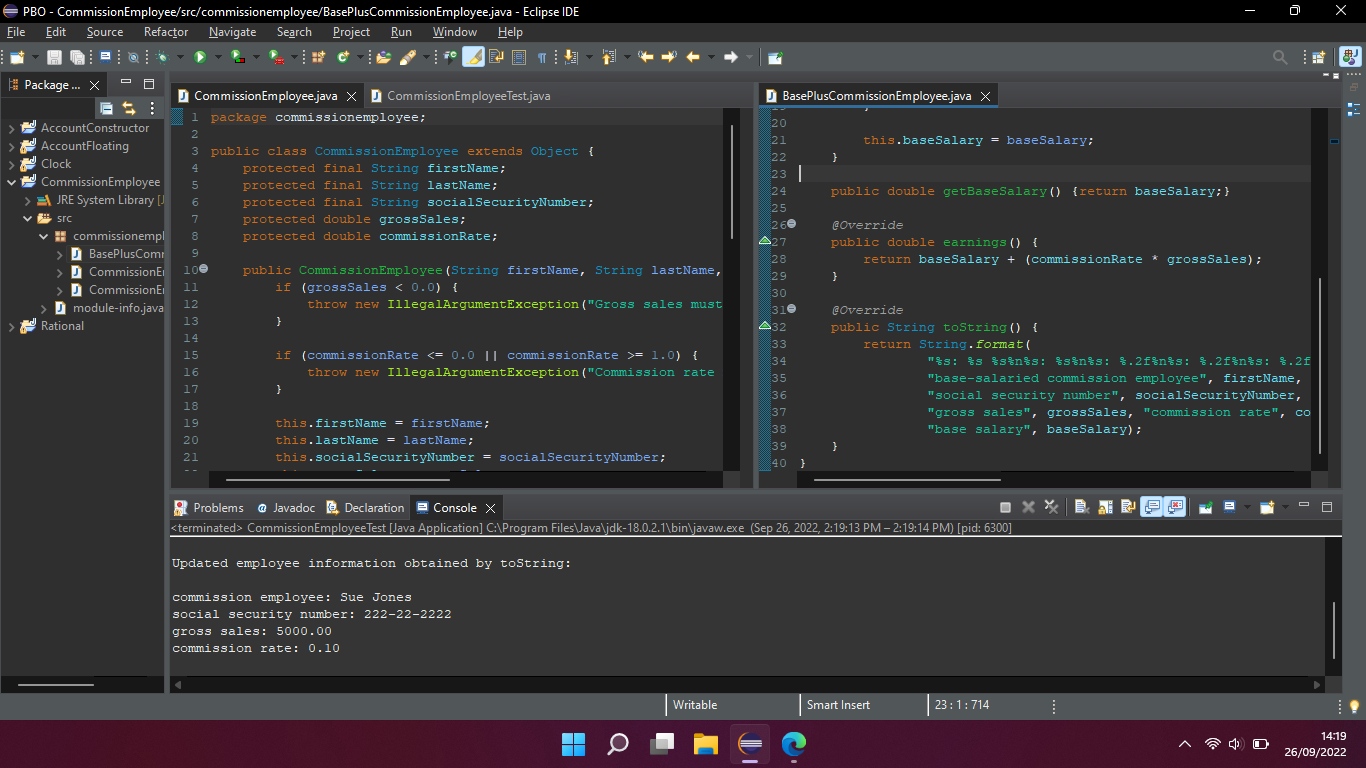 PBO - CommissionEmployee/src/commissionemployee/BasePlusCommissionEmployee.java - Eclipse IDE
File Edit Source Refactor Navigate Search Project Run Window Help
Package ...
AccountConstructor
AccountFloating
Clock
CommissionEmployee
JRE System Library [J
src
commissionempl
BasePlusComm
CommissionEm
CommissionEm
module-info.java
Rational
CommissionEmployee.java
CommissionEmployeeTest.java
1 package commissionemployee;
2
3 public class CommissionEmployee extends Object {
4 protected final String firstName;
5 protected final String lastName;
6 protected final String socialSecurityNumber;
7 protected double grossSales;
8 protected double commissionRate;
9
10 public CommissionEmployee(String firstName, String lastName,
11 if (grossSales < 0.0) {
12 throw new IllegalArgumentException("Gross sales must
13 }
14
15 if (commissionRate <= 0.0 || commissionRate >= 1.0) {
16 throw new IllegalArgumentException("Commission rate
17 }
18
19 this.firstName = firstName;
20 this.lastName = lastName;
21 this.socialSecurityNumber = socialSecurityNumber;
BasePlusCommissionEmployee.java
20
21 this.baseSalary = baseSalary;
22 }
23
24 public double getBaseSalary() {return baseSalary;}
25
26 @Override
27 public double earnings() {
28 return baseSalary + (commissionRate * grossSales);
29 }
30
31 @Override
32 public String toString() {
33 return String.format(
34 "%s: %s %s%n%s: %s%n%s: %.2f%n%s: %.2f%n%s: %.2f
35 "base-salaried commission employee", firstName,
36 "social security number", socialSecurityNumber,
37 "gross sales", grossSales, "commission rate", co
38 "base salary", baseSalary);
39 }
40 }
Problems Javadoc Declaration Console
<terminated> CommissionEmployeeTest [Java Application] C:\Program Files\Java\jdk-18.0.2.1\bin\javaw.exe (Sep 26, 2022, 2:19:13 PM – 2:19:14 PM) [pid: 6300]
Updated employee information obtained by toString:
commission employee: Sue Jones
social security number: 222-22-2222
gross sales: 5000.00
commission rate: 0.10
Writable
Smart Insert
23 : 1 : 714
14:19
26/09/2022